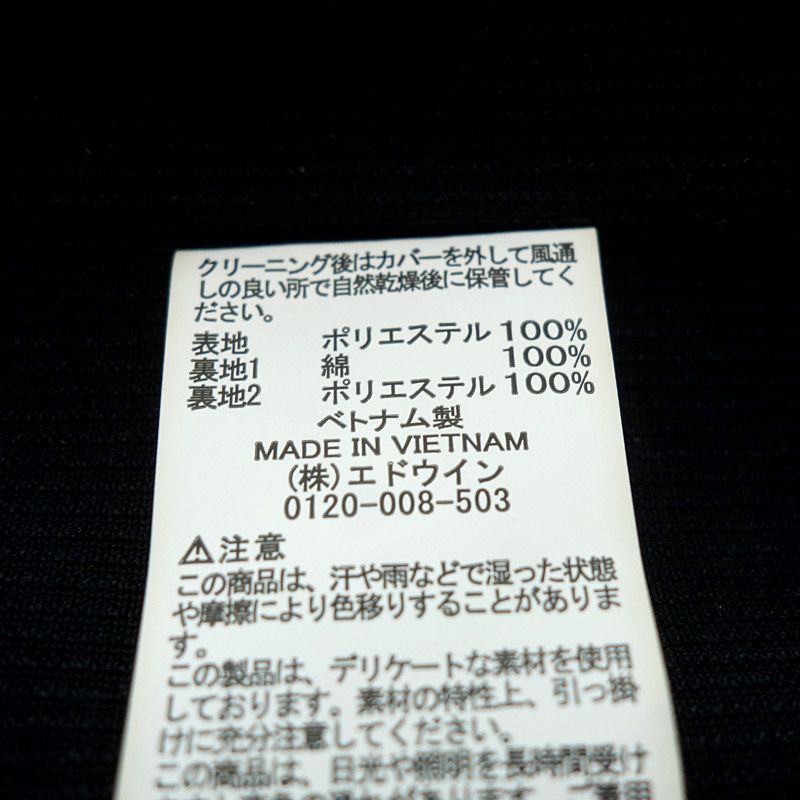 クリーニング後はカバーを外して風通
しの良い所で自然乾燥後に保管してく
ださい。
表地 ポリエステル 100%
裏地1 綿 100%
裏地2 ポリエステル 100%
ベトナム製
MADE IN VIETNAM
(株)エドウイン
0120-008-503
⚠注意
この商品は、汗や雨などで湿った状態
や摩擦により色移りすることがありま
す。
この製品は、デリケートな素材を使用
しております。素材の特性上、引っ掛
けに充分注意してください。
この商品は、日光や照明を長時間受け